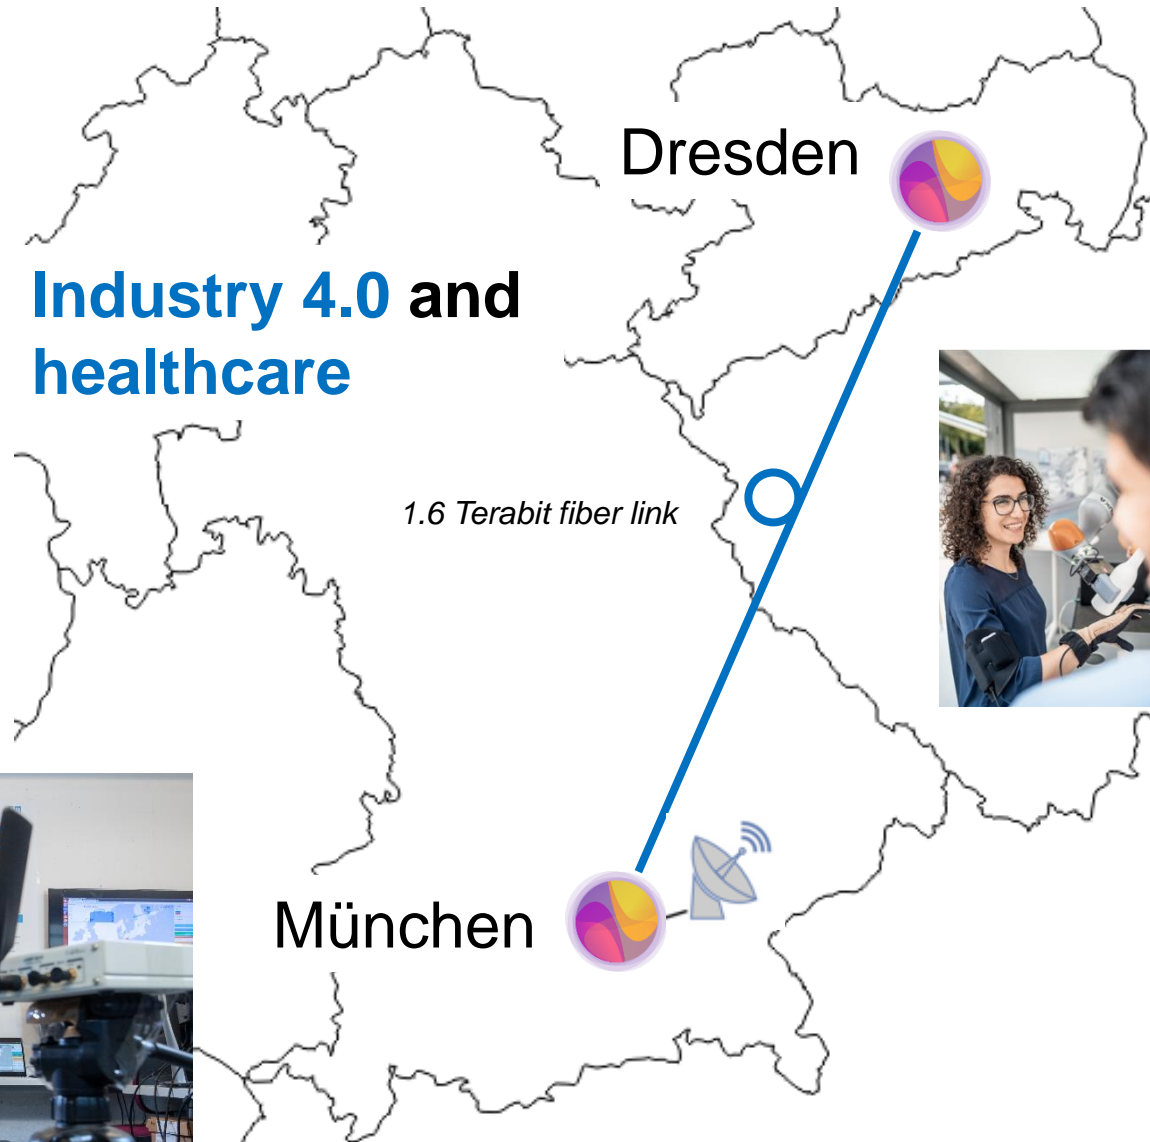 Dresden
Industry 4.0 and
healthcare
1.6 Terabit fiber link
München